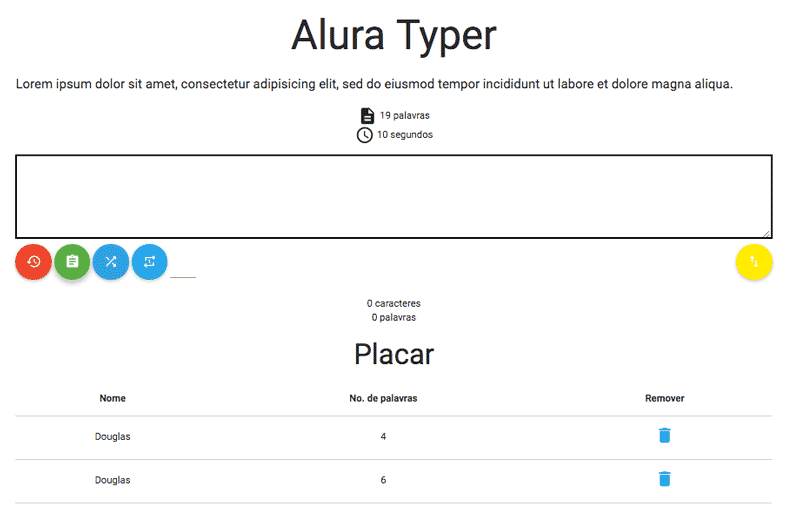 Alura Typer
Lorem ipsum dolor sit amet, consectetur adipisicing elit, sed do eiusmod tempor incididunt ut labore et dolore magna aliqua.
19 palavras
10 segundos
0 caracteres
0 palavras
Placar
Nome No. de palavras Remover
Douglas 4
Douglas 6